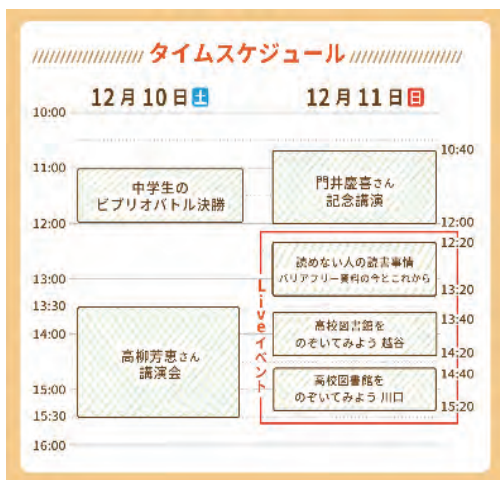 タイムスケジュール
12月10日土
12月11日日
10:00
11:00
12:00
13:00
13:30
14:00
15:00
15:30
16:00
中学生の
ビブリオバトル決勝
高柳芳恵さん
講演会
10:40
門井慶喜さん
記念講演
12:00
Liveイベント
12:20
読めない人の読書事情
バリアフリー資料の今とこれから
13:20
13:40
高校図書館を
のぞいてみよう 越谷
14:20
14:40
高校図書館を
のぞいてみよう 川口
15:20